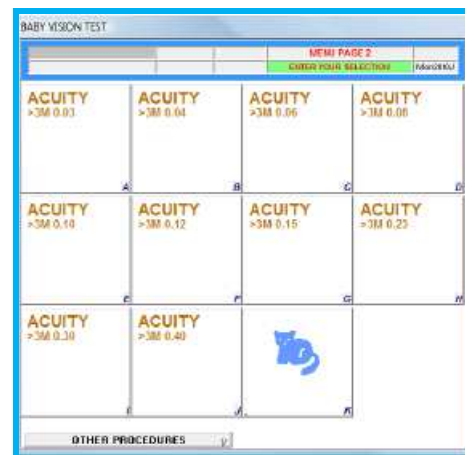 BABY VISION TEST
MENU PAGE 2
ENTER YOUR SELECTION
ACUITY ACUITY ACUITY ACUITY
>3M 0.03 >3M 0.04 >3M 0.06 >3M 0.08
A B C D
ACUITY ACUITY ACUITY ACUITY
>3M 0.10 >3M 0.12 >3M 0.15 >3M 0.23
E F G H
ACUITY ACUITY
>3M 0.30 >3M 0.40
I J K
OTHER PROCEDURES